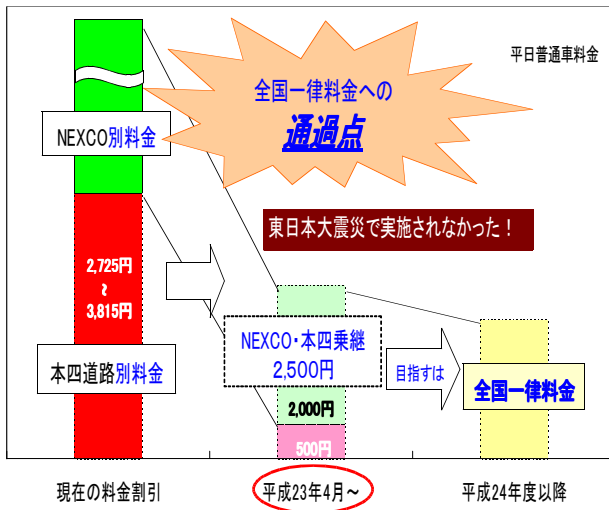 平日普通車料金
全国一律料金への
通過点
NEXCO別料金
東日本大震災で実施されなかった！
2,725円
～
3,815円
本四道路別料金
NEXCO・本四乗継
2,500円
2,000円
500円
目指すは
全国一律料金
現在の料金割引
平成23年4月～
平成24年度以降